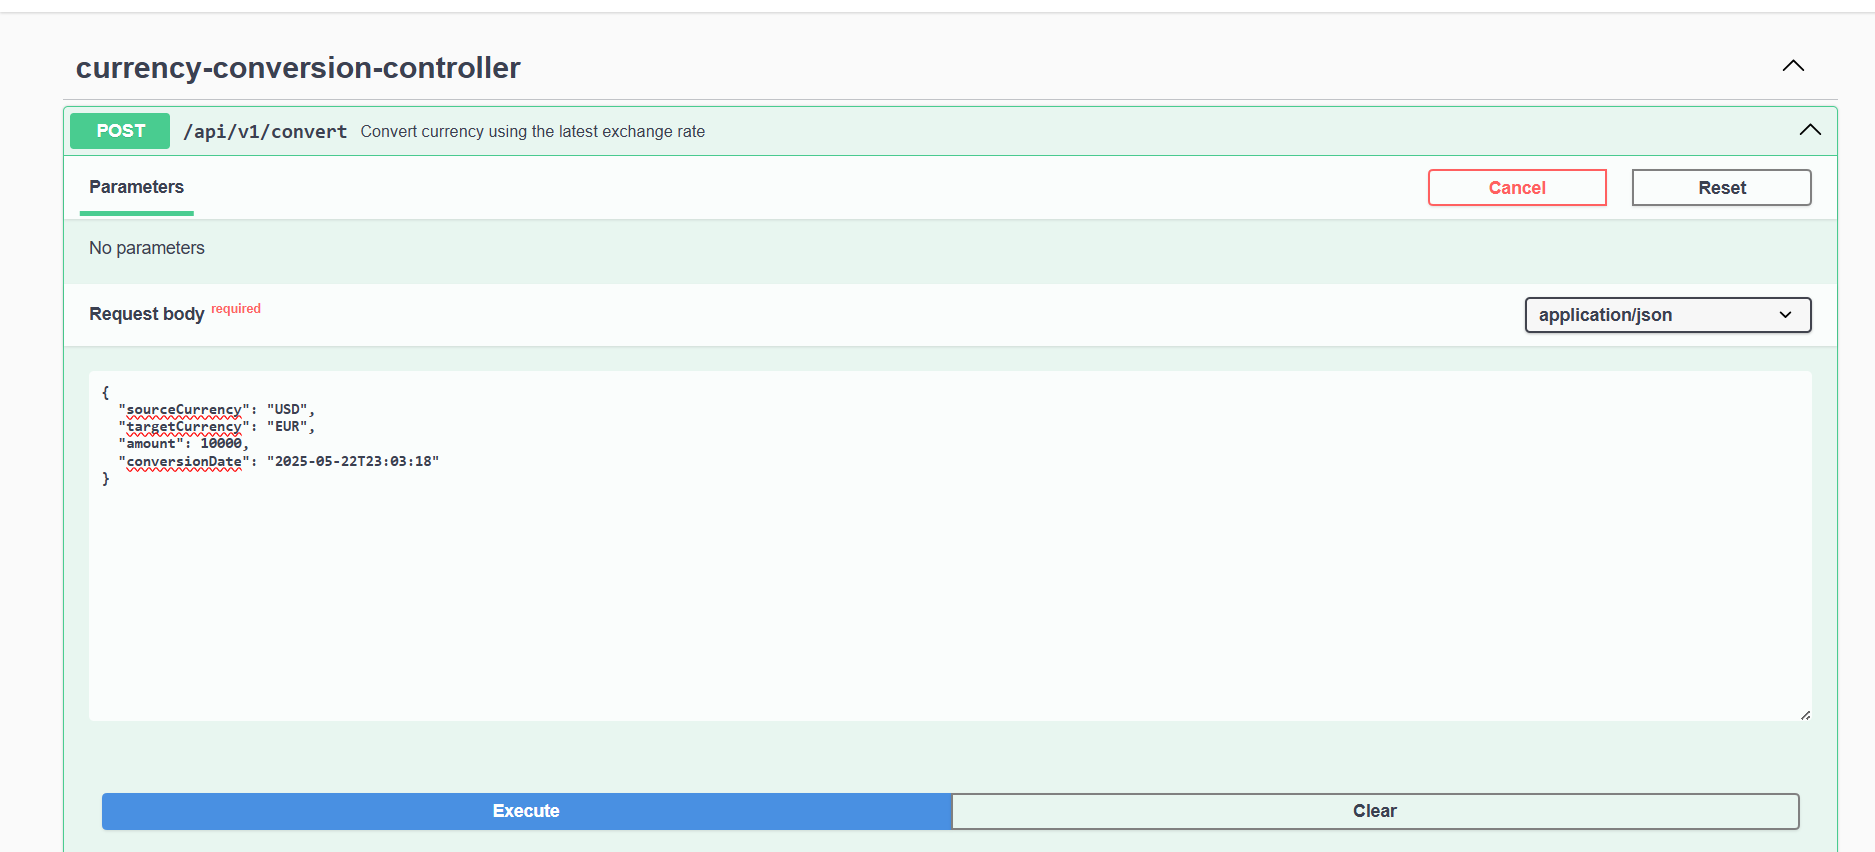 currency-conversion-controller
POST /api/v1/convert Convert currency using the latest exchange rate
Parameters
Cancel
Reset
No parameters
Request body required
application/json
{
  "sourceCurrency": "USD",
  "targetCurrency": "EUR",
  "amount": 10000,
  "conversionDate": "2025-05-22T23:03:18"
}
Execute
Clear